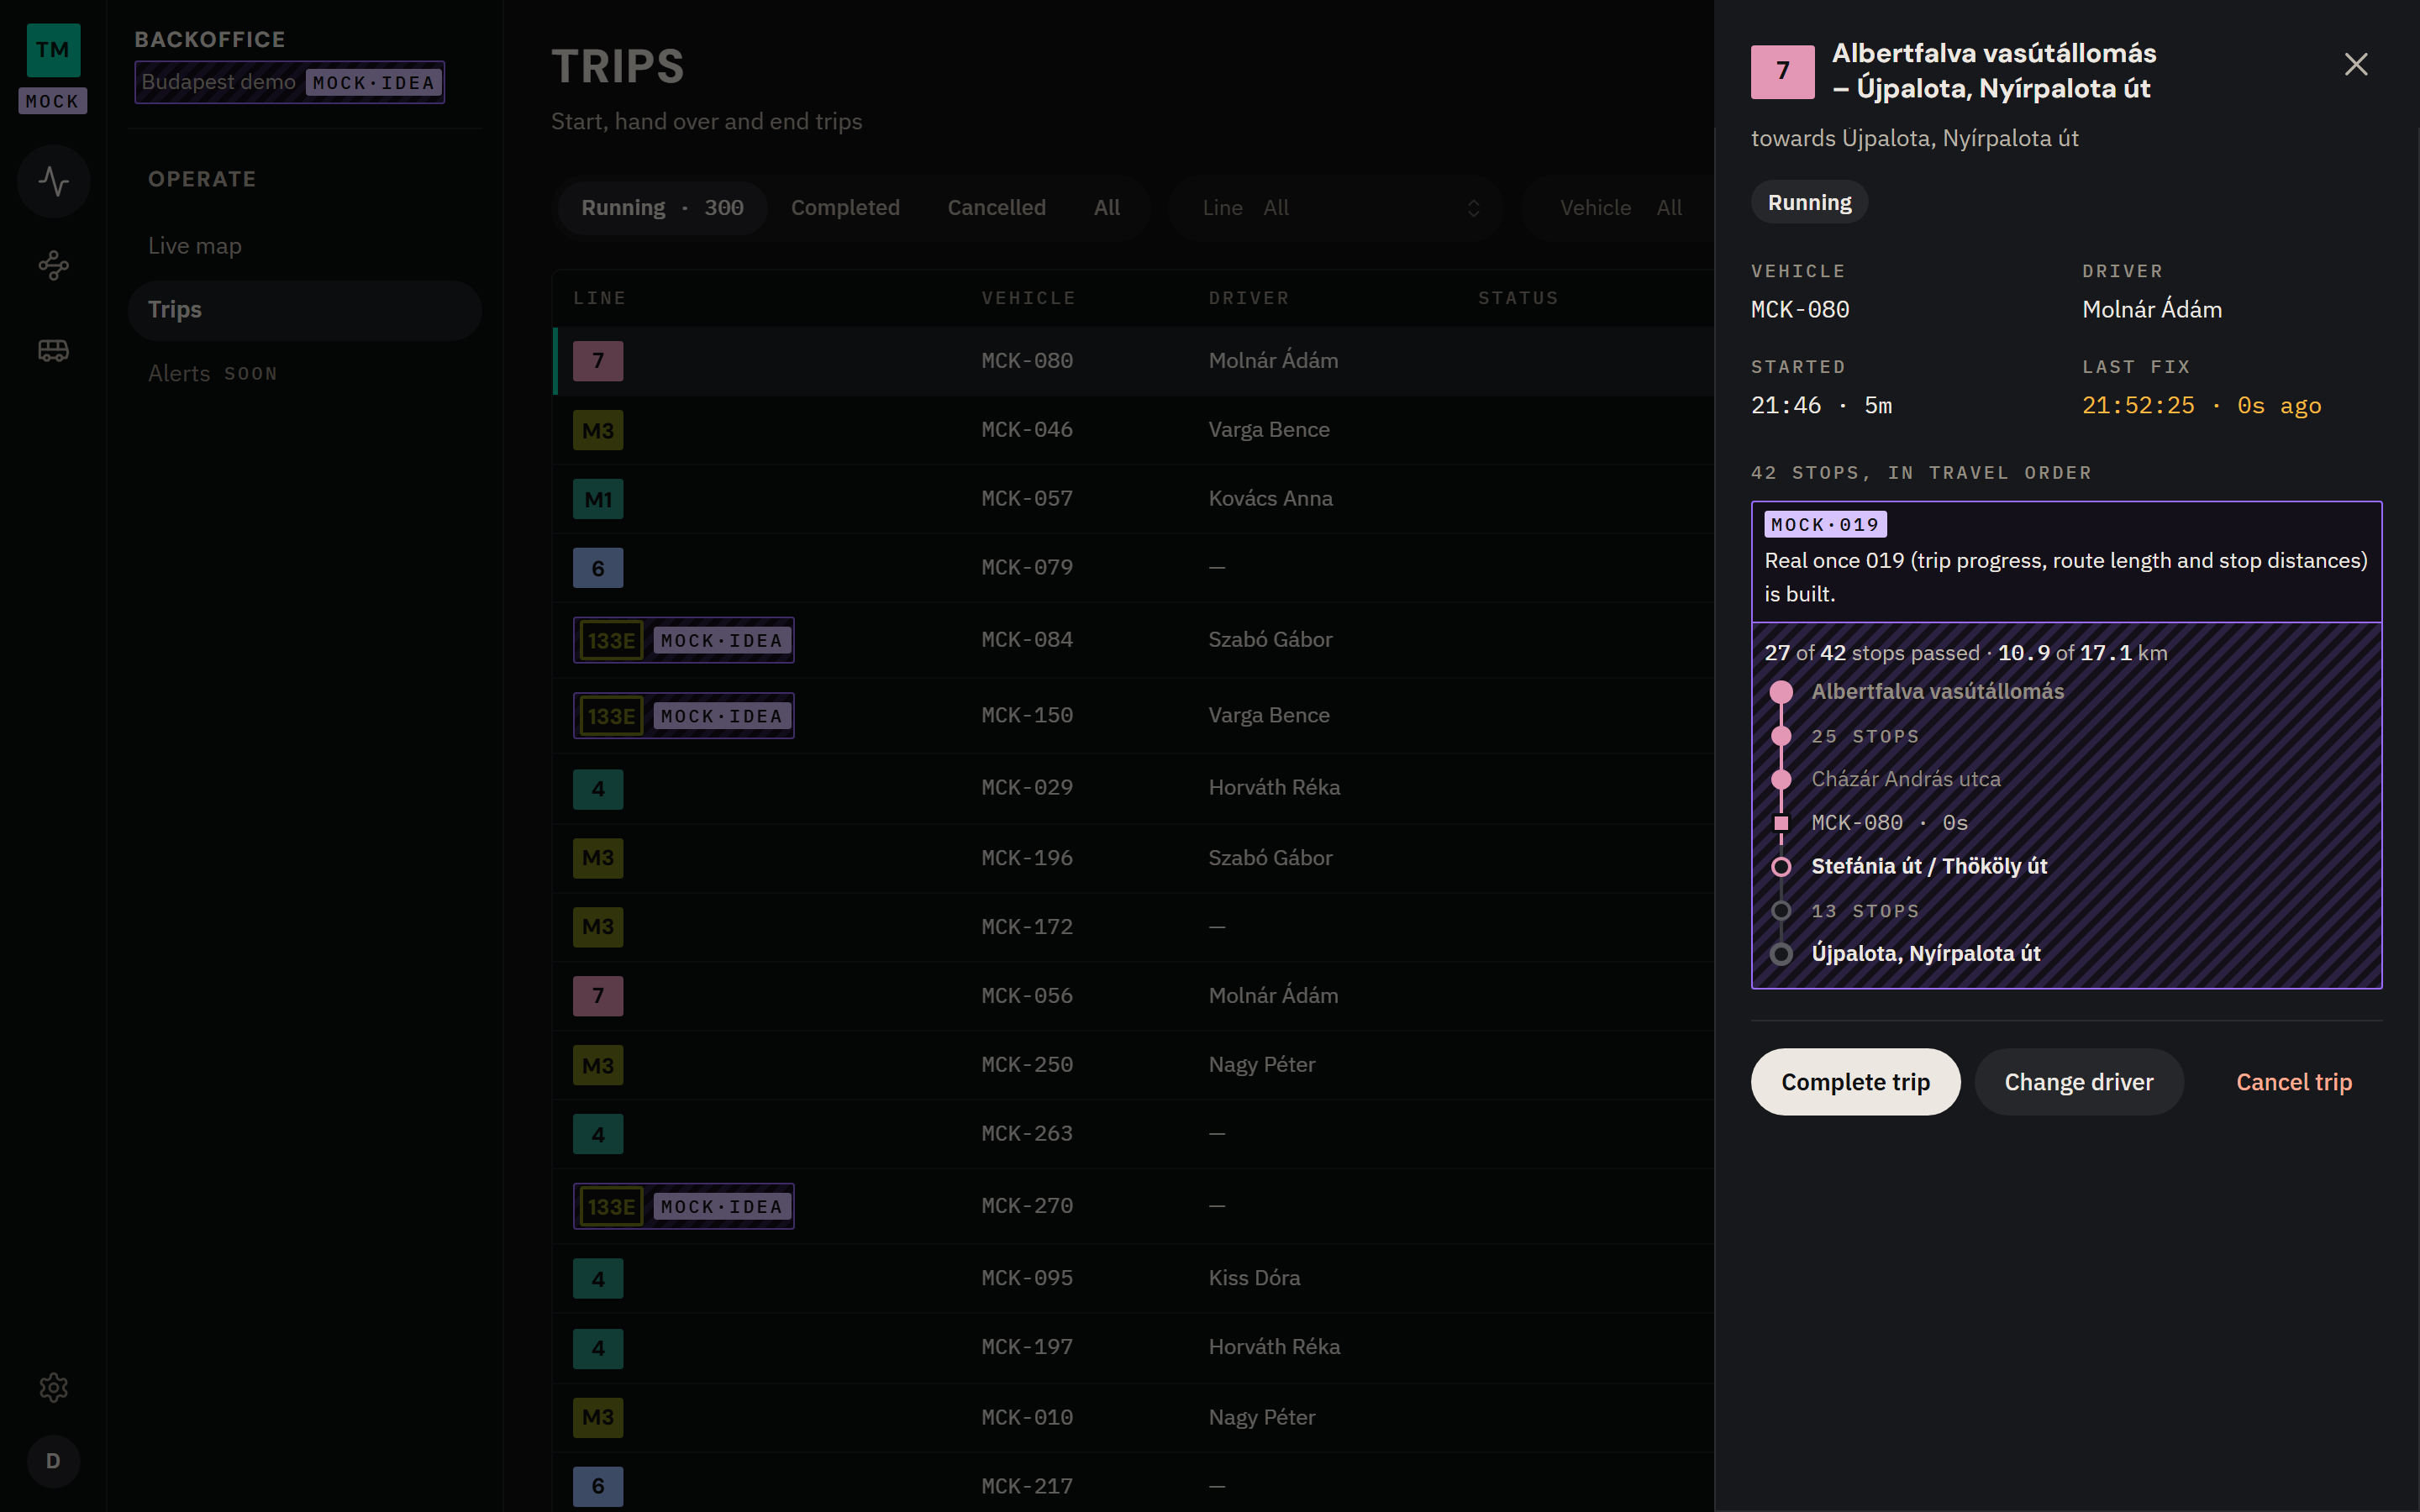 TM
MOCK
D
BACKOFFICE
Budapest demo MOCK·IDEA
OPERATE
Live map
Trips
Alerts SOON
TRIPS
Start, hand over and end trips
Running · 300 Completed Cancelled All Line All Vehicle All
LINE VEHICLE DRIVER STATUS
7 MCK-080 Molnár Ádám
M3 MCK-046 Varga Bence
M1 MCK-057 Kovács Anna
6 MCK-079 —
133E MOCK·IDEA MCK-084 Szabó Gábor
133E MOCK·IDEA MCK-150 Varga Bence
4 MCK-029 Horváth Réka
M3 MCK-196 Szabó Gábor
M3 MCK-172 —
7 MCK-056 Molnár Ádám
M3 MCK-250 Nagy Péter
4 MCK-263 —
133E MOCK·IDEA MCK-270 —
4 MCK-095 Kiss Dóra
4 MCK-197 Horváth Réka
M3 MCK-010 Nagy Péter
6 MCK-217 —
7 Albertfalva vasútállomás
– Újpalota, Nyírpalota út
towards Újpalota, Nyírpalota út
Running
VEHICLE DRIVER
MCK-080 Molnár Ádám
STARTED LAST FIX
21:46 · 5m 21:52:25 · 0s ago
42 STOPS, IN TRAVEL ORDER
MOCK·019
Real once 019 (trip progress, route length and stop distances)
is built.
27 of 42 stops passed · 10.9 of 17.1 km
Albertfalva vasútállomás
25 STOPS
Cházár András utca
MCK-080 · 0s
Stefánia út / Thököly út
13 STOPS
Újpalota, Nyírpalota út
Complete trip Change driver Cancel trip